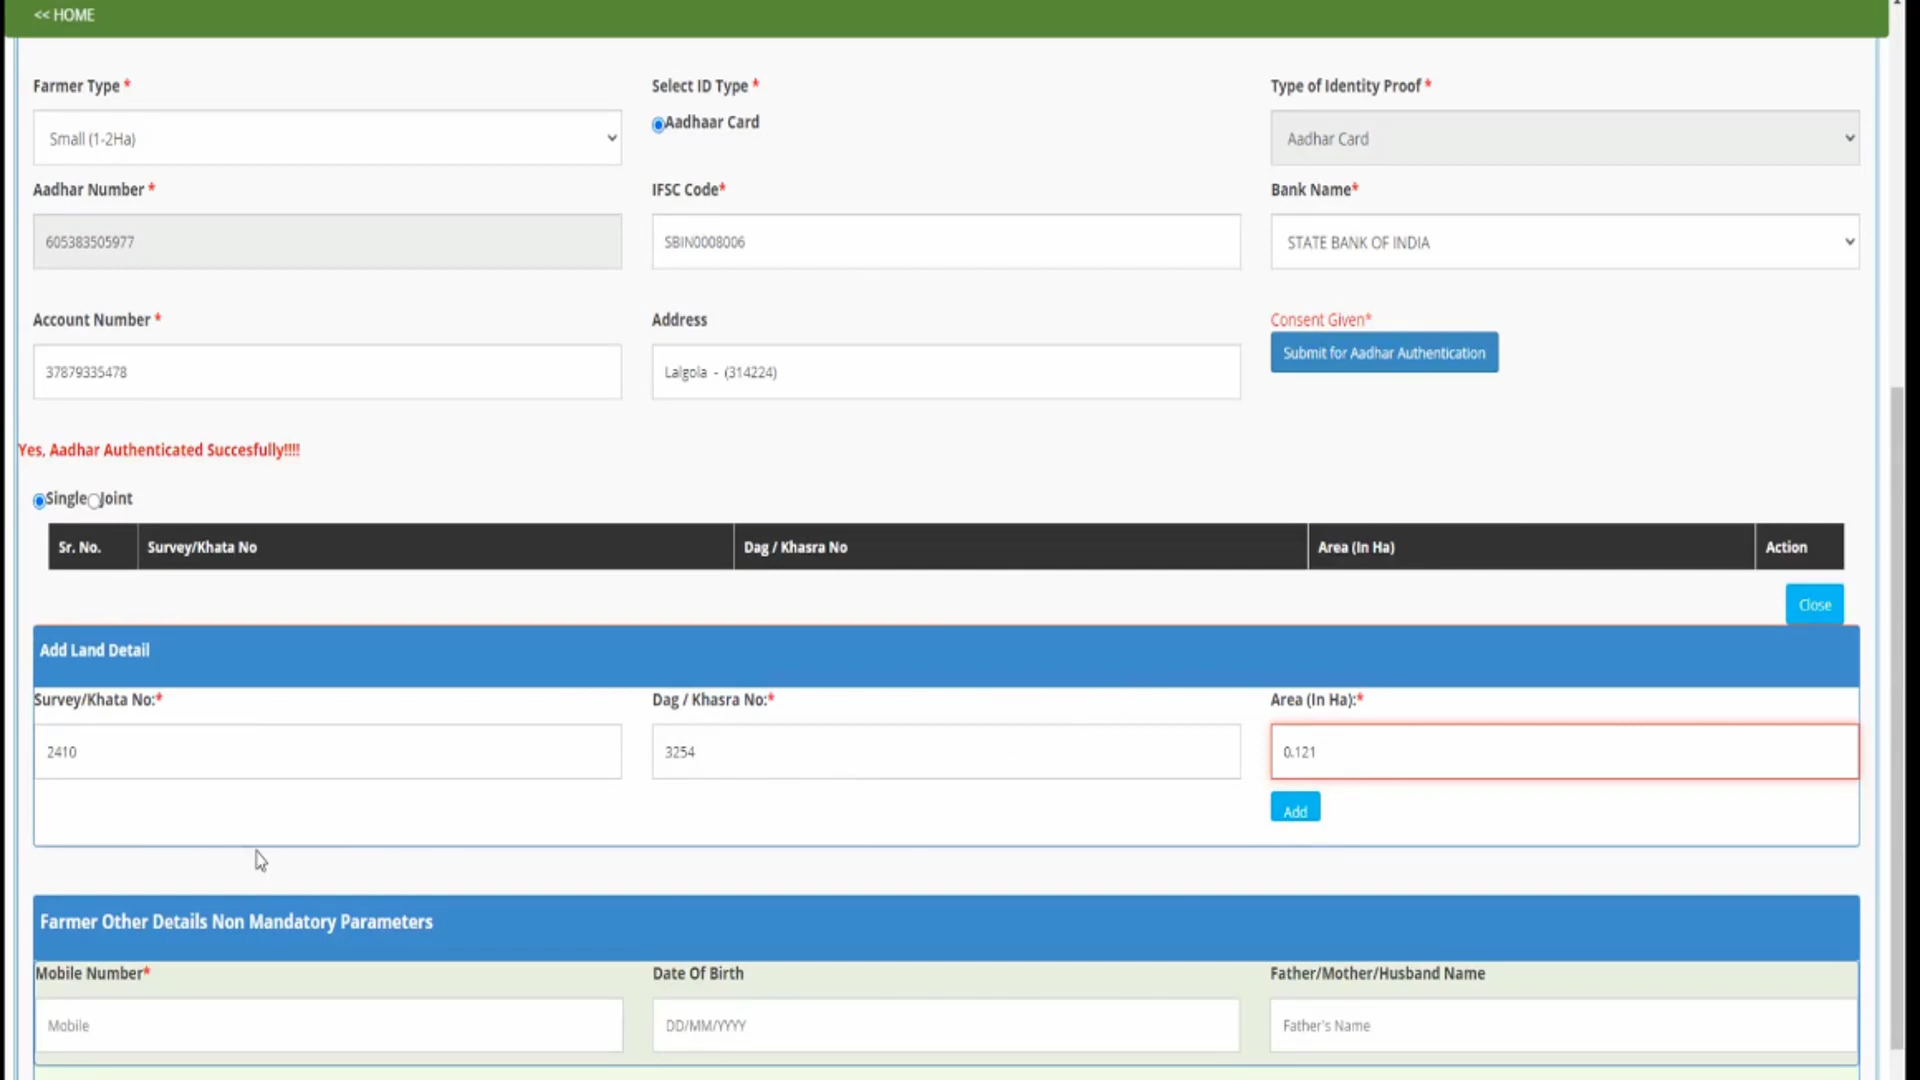 << HOME
Farmer Type * Select ID Type * Type of Identity Proof *
Small (1-2Ha) Aadhaar Card Aadhar Card
Aadhar Number * IFSC Code* Bank Name*
605383505977 SBIN0008006 STATE BANK OF INDIA
Account Number * Address Consent Given*
37879335478 Lalgola - (314224) Submit for Aadhar Authentication
Yes, Aadhar Authenticated Succesfully!!!!
Single Joint
Sr. No. Survey/Khata No Dag / Khasra No Area (In Ha) Action
Close
Add Land Detail
Survey/Khata No:* Dag / Khasra No:* Area (In Ha):*
2410 3254 0.121
Add
Farmer Other Details Non Mandatory Parameters
Mobile Number* Date Of Birth Father/Mother/Husband Name
Mobile DD/MM/YYYY Father's Name